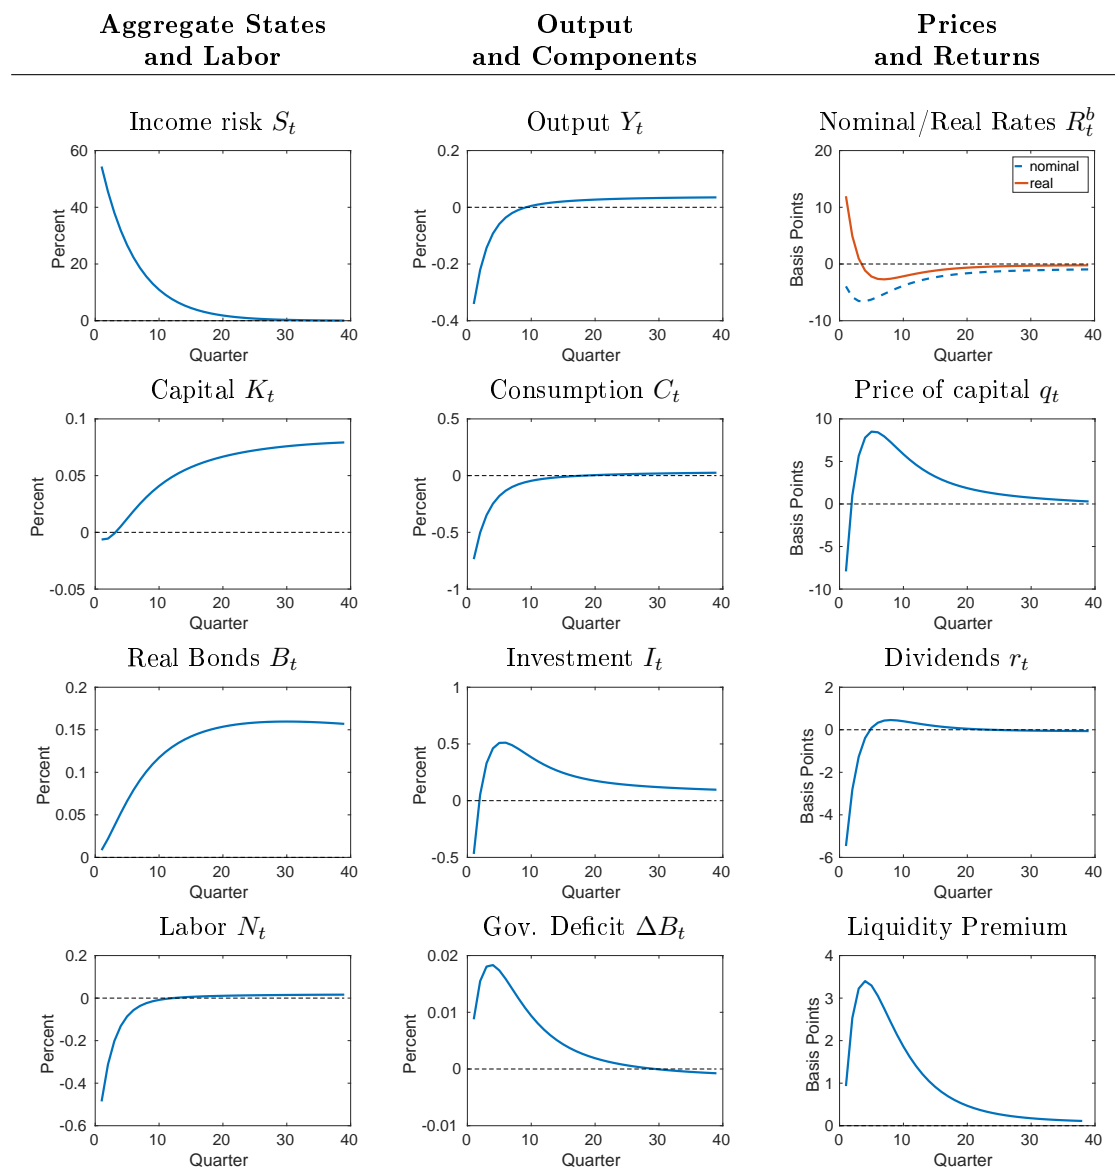 Aggregate States
and Labor
Output
and Components
Prices
and Returns
Income risk S_t
60
40
20
0
Percent
0 10 20 30 40
Quarter
Output Y_t
0.2
0
-0.2
-0.4
Percent
0 10 20 30 40
Quarter
Nominal/Real Rates R_t^b
20
10
0
-10
Basis Points
nominal
real
0 10 20 30 40
Quarter
Capital K_t
0.1
0.05
0
-0.05
Percent
0 10 20 30 40
Quarter
Consumption C_t
0.5
0
-0.5
-1
Percent
0 10 20 30 40
Quarter
Price of capital q_t
10
5
0
-5
-10
Basis Points
0 10 20 30 40
Quarter
Real Bonds B_t
0.2
0.15
0.1
0.05
0
Percent
0 10 20 30 40
Quarter
Investment I_t
1
0.5
0
-0.5
Percent
0 10 20 30 40
Quarter
Dividends r_t
2
0
-2
-4
-6
Basis Points
0 10 20 30 40
Quarter
Labor N_t
0.2
0
-0.2
-0.4
-0.6
Percent
0 10 20 30 40
Quarter
Gov. Deficit ΔB_t
0.02
0.01
0
-0.01
Percent
0 10 20 30 40
Quarter
Liquidity Premium
4
3
2
1
0
Basis Points
0 10 20 30 40
Quarter